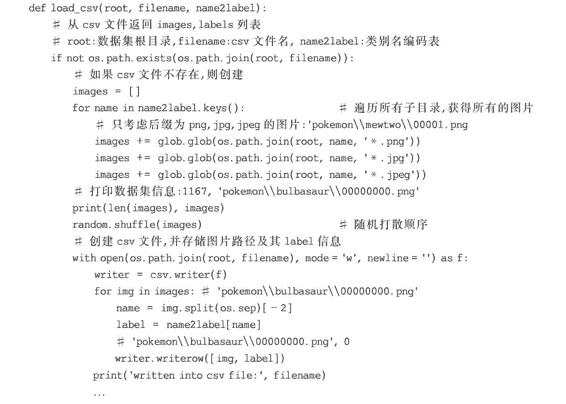 def load_csv(root, filename, name2label):
# 从 csv 文件返回 images,labels 列表
# root:数据集根目录,filename:csv 文件名, name2label:类别名编码表
if not os.path.exists(os.path.join(root, filename)):
# 如果 csv 文件不存在,则创建
images = []
for name in name2label.keys(): # 遍历所有子目录,获得所有的图片
# 只考虑后缀为 png,jpg,jpeg 的图片:'pokemon\\mewtwo\\00001.png
images += glob.glob(os.path.join(root, name, '*.png'))
images += glob.glob(os.path.join(root, name, '*.jpg'))
images += glob.glob(os.path.join(root, name, '*.jpeg'))
# 打印数据集信息:1167, 'pokemon\\bulbasaur\\00000000.png'
print(len(images), images)
random.shuffle(images) # 随机打散顺序
# 创建 csv 文件,并存储图片路径及其 label 信息
with open(os.path.join(root, filename), mode = 'w', newline = '') as f:
writer = csv.writer(f)
for img in images: # 'pokemon\\bulbasaur\\00000000.png'
name = img.split(os.sep)[-2]
label = name2label[name]
# 'pokemon\\bulbasaur\\00000000.png', 0
writer.writerow([img, label])
print('written into csv file:', filename)
...